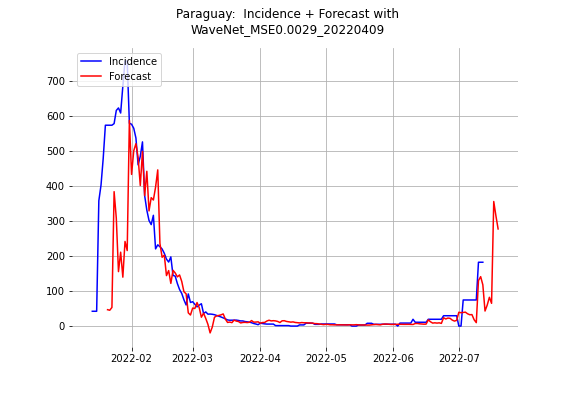 Paraguay:  Incidence + Forecast with
WaveNet_MSE0.0029_20220409
Incidence
Forecast
700
600
500
400
300
200
100
0
2022-02 2022-03 2022-04 2022-05 2022-06 2022-07